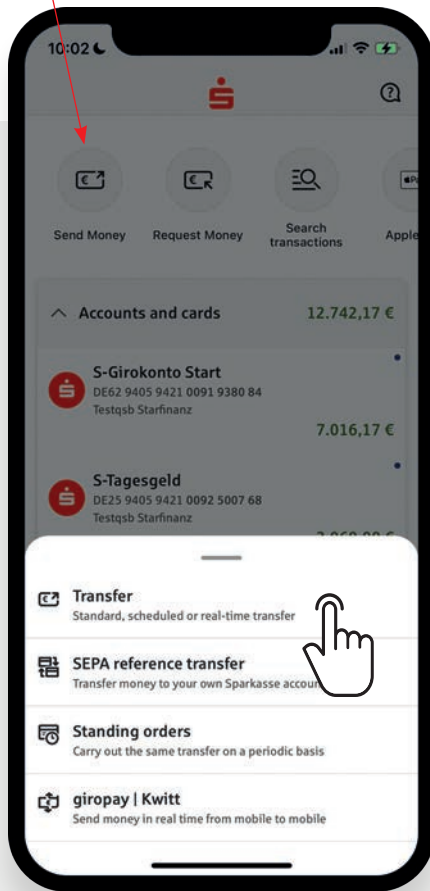 10:02
Send Money
Request Money
Search
transactions
Apple
Accounts and cards
12.742,17 €
S-Girokonto Start
DE62 9405 9421 0091 9380 84
Testqsb Starfinanz
7.016,17 €
S-Tagesgeld
DE25 9405 9421 0092 5007 68
Testqsb Starfinanz
Transfer
Standard, scheduled or real-time transfer
SEPA reference transfer
Transfer money to your own Sparkasse accoun
Standing orders
Carry out the same transfer on a periodic basis
giropay | Kwitt
Send money in real time from mobile to mobile